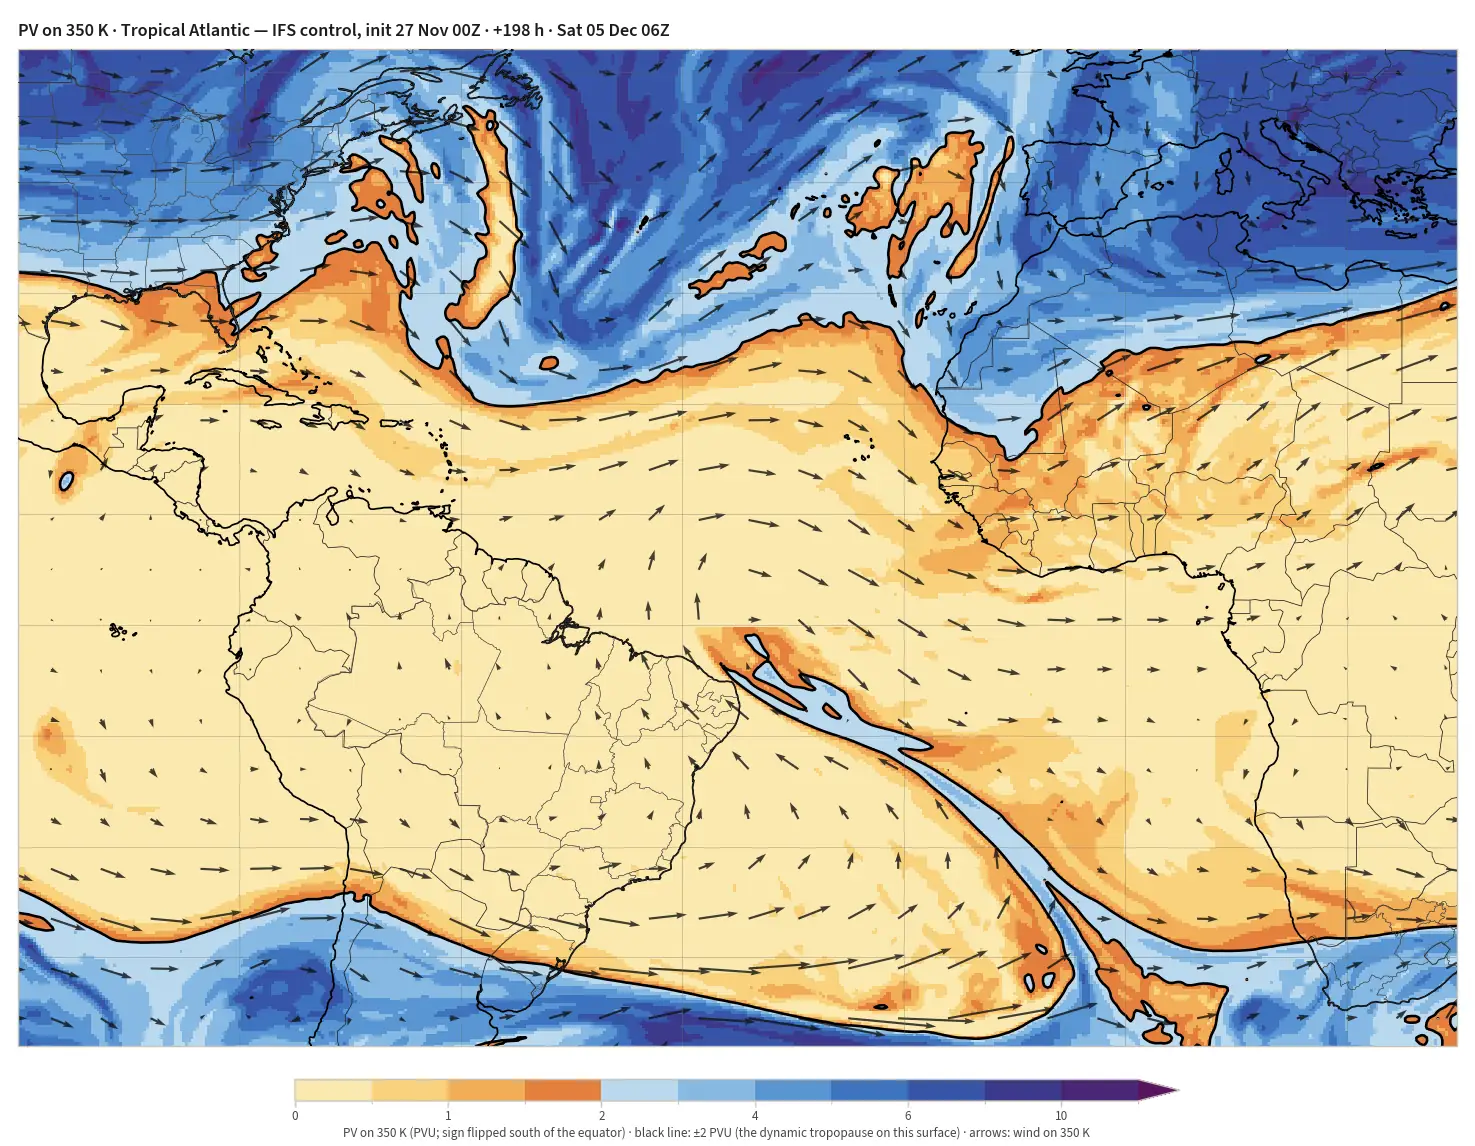 PV on 350 K · Tropical Atlantic — IFS control, init 27 Nov 00Z · +198 h · Sat 05 Dec 06Z
0 1 2 4 6 10
PV on 350 K (PVU; sign flipped south of the equator) · black line: ±2 PVU (the dynamic tropopause on this surface) · arrows: wind on 350 K